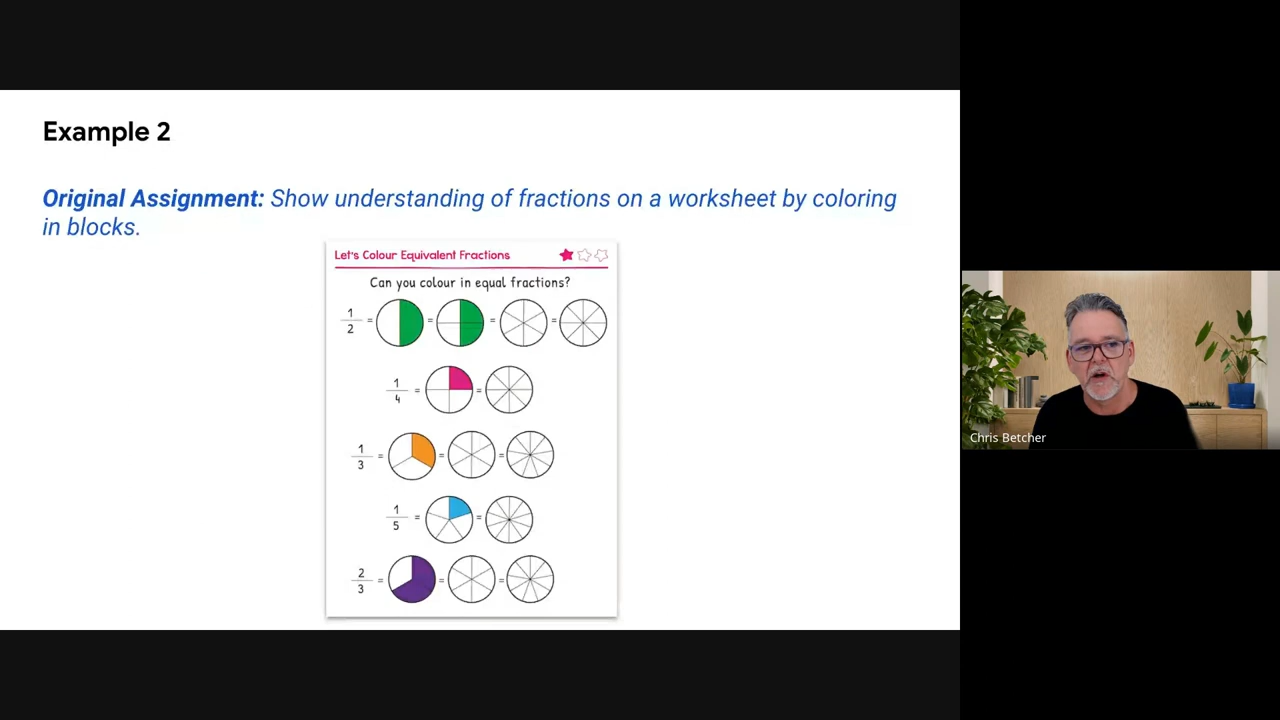 Example 2
Original Assignment: Show understanding of fractions on a worksheet by coloring
in blocks.
Let's Colour Equivalent Fractions
Can you colour in equal fractions?
1
2
= = = =
1
4
= =
1
3
= = =
1
5
= =
2
3
= = =
Chris Betcher